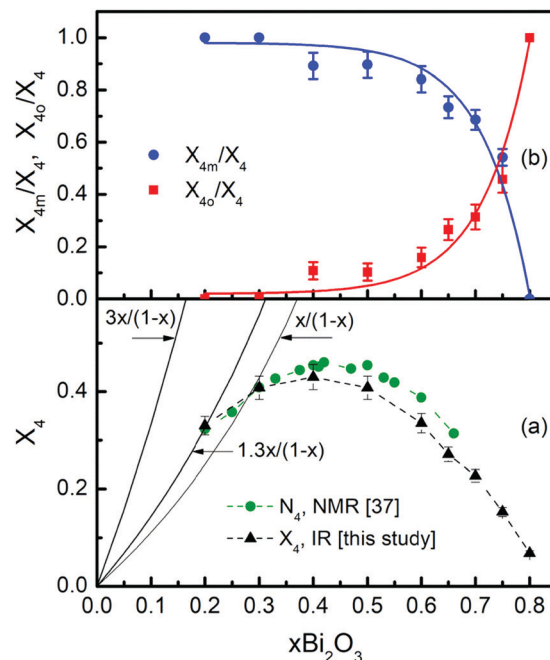 1.0
0.8
0.6
0.4
0.2
0.0
X₄ₘ/X₄, X₄ₒ/X₄
X₄ₘ/X₄
X₄ₒ/X₄
(b)
3x/(1-x)
x/(1-x)
1.3x/(1-x)
0.4
0.2
0.0
X₄
(a)
N₄, NMR [37]
X₄, IR [this study]
0.0 0.1 0.2 0.3 0.4 0.5 0.6 0.7 0.8
xBi₂O₃